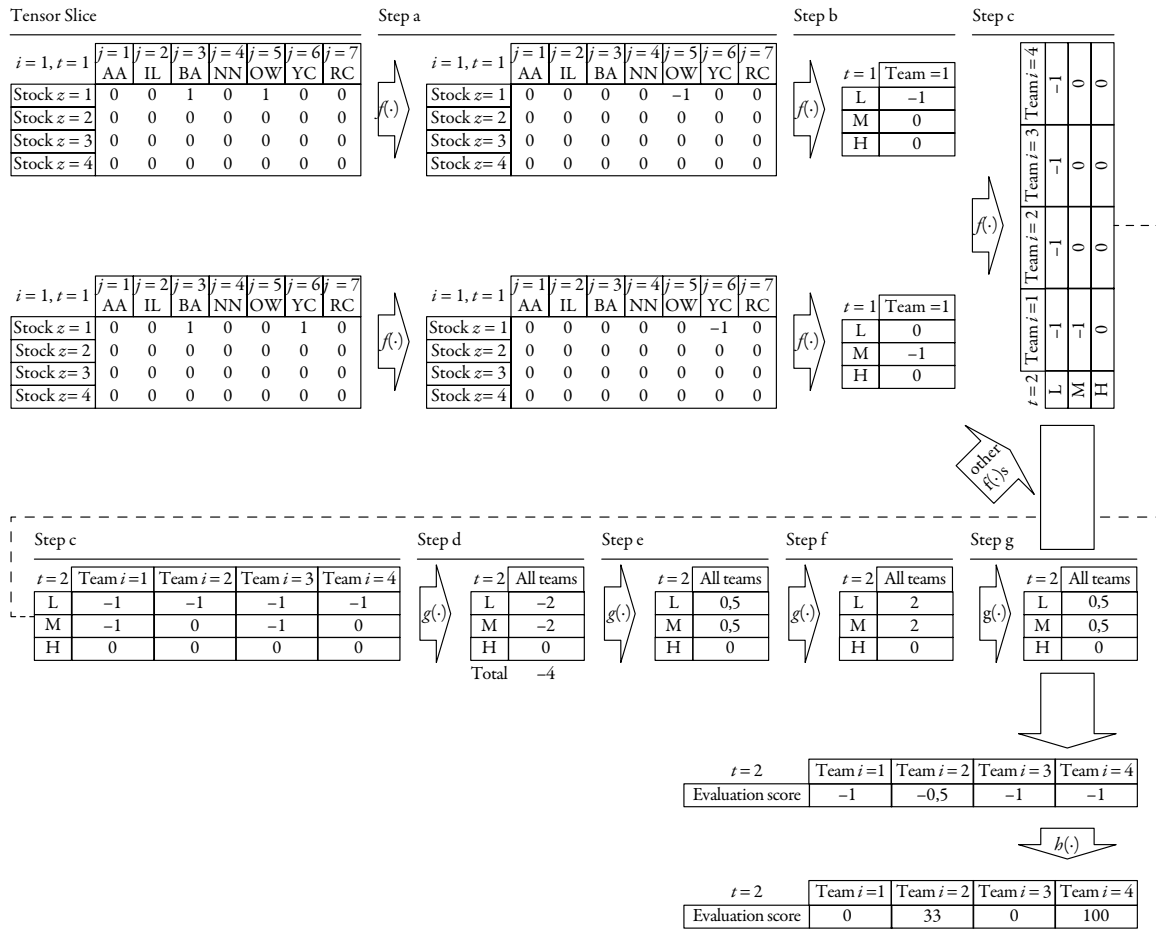 Tensor Slice
Step a
Step b
Step c
i = 1, t = 1 j = 1 AA j = 2 IL j = 3 BA j = 4 NN j = 5 OW j = 6 YC j = 7 RC
Stock z = 1 0 0 1 0 1 0 0
Stock z = 2 0 0 0 0 0 0 0
Stock z = 3 0 0 0 0 0 0 0
Stock z = 4 0 0 0 0 0 0 0
f(·)
i = 1, t = 1 j = 1 AA j = 2 IL j = 3 BA j = 4 NN j = 5 OW j = 6 YC j = 7 RC
Stock z= 1 0 0 0 0 −1 0 0
Stock z=2 0 0 0 0 0 0 0
Stock z=3 0 0 0 0 0 0 0
Stock z= 4 0 0 0 0 0 0 0
f(·)
t = 1 Team =1
L −1
M 0
H 0
f(·)
t = 2 Team i =1 Team i = 2 Team i = 3 Team i = 4
L −1 −1 −1 −1
M −1 0 0 0
H 0 0 0 0
i = 1, t = 1 j = 1 AA j = 2 IL j = 3 BA j = 4 NN j = 5 OW j = 6 YC j = 7 RC
Stock z = 1 0 0 1 0 0 1 0
Stock z= 2 0 0 0 0 0 0 0
Stock z=3 0 0 0 0 0 0 0
Stock z= 4 0 0 0 0 0 0 0
f(·)
i = 1, t = 1 j = 1 AA j = 2 IL j = 3 BA j = 4 NN j = 5 OW j = 6 YC j = 7 RC
Stock z = 1 0 0 0 0 0 −1 0
Stock z= 2 0 0 0 0 0 0 0
Stock z=3 0 0 0 0 0 0 0
Stock z= 4 0 0 0 0 0 0 0
f(·)
t = 1 Team =1
L 0
M −1
H 0
other
f(·)s
Step c
Step d
Step e
Step f
Step g
t = 2 Team i =1 Team i = 2 Team i = 3 Team i = 4
L −1 −1 −1 −1
M −1 0 −1 0
H 0 0 0 0
g(·)
t = 2 All teams
L −2
M −2
H 0
Total −4
g(·)
t = 2 All teams
L 0,5
M 0,5
H 0
g(·)
t = 2 All teams
L 2
M 2
H 0
g(·)
t = 2 All teams
L 0,5
M 0,5
H 0
t = 2 Team i =1 Team i = 2 Team i = 3 Team i = 4
Evaluation score −1 −0,5 −1 −1
h(·)
t = 2 Team i =1 Team i = 2 Team i = 3 Team i = 4
Evaluation score 0 33 0 100